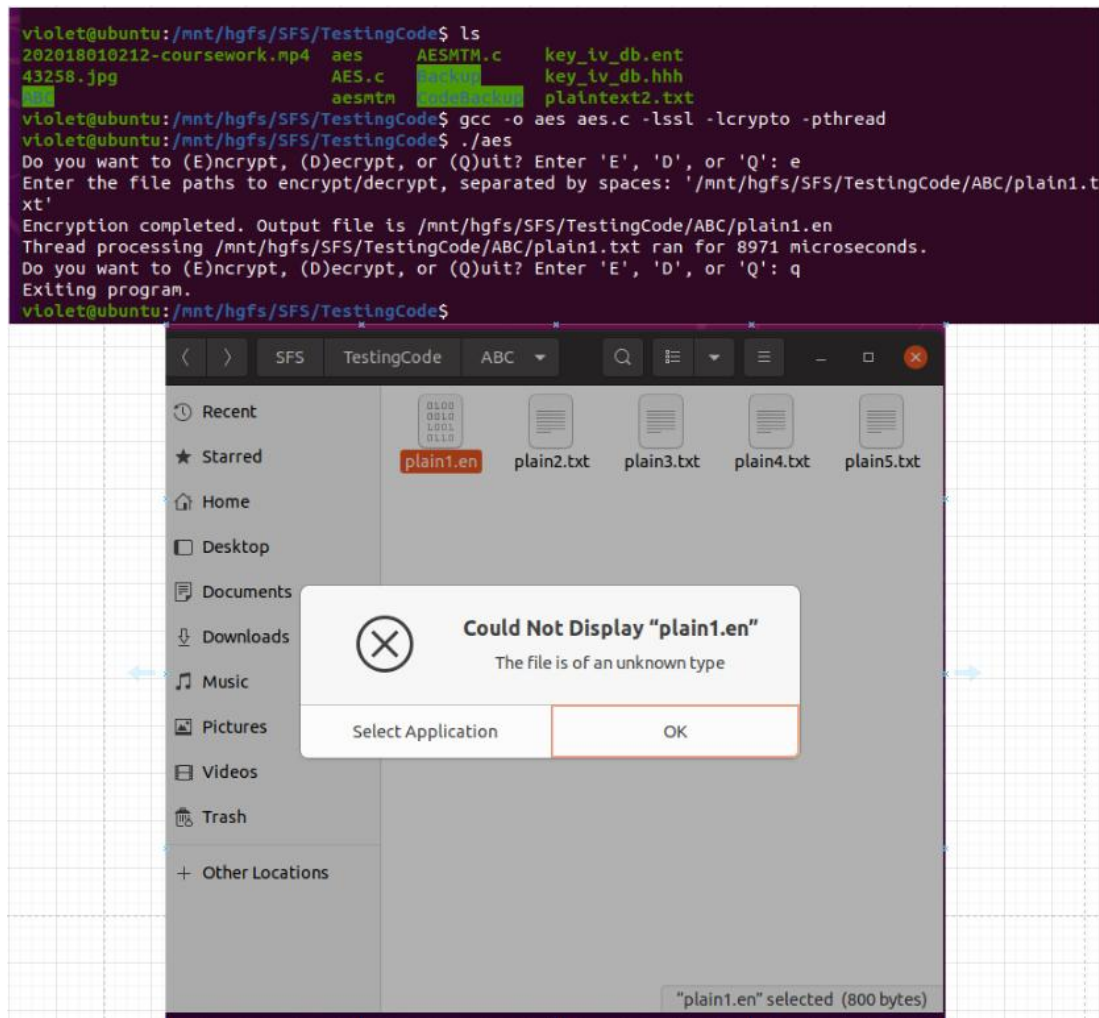 violet@ubuntu:/mnt/hgfs/SFS/TestingCode$ ls
202018010212-coursework.mp4 aes AESMTM.c key_iv_db.ent
43258.jpg AES.c Backup key_iv_db.hhh
ABC aesmtm CodeBackup plaintext2.txt
violet@ubuntu:/mnt/hgfs/SFS/TestingCode$ gcc -o aes aes.c -lssl -lcrypto -pthread
violet@ubuntu:/mnt/hgfs/SFS/TestingCode$ ./aes
Do you want to (E)ncrypt, (D)ecrypt, or (Q)uit? Enter 'E', 'D', or 'Q': e
Enter the file paths to encrypt/decrypt, separated by spaces: '/mnt/hgfs/SFS/TestingCode/ABC/plain1.t
xt'
Encryption completed. Output file is /mnt/hgfs/SFS/TestingCode/ABC/plain1.en
Thread processing /mnt/hgfs/SFS/TestingCode/ABC/plain1.txt ran for 8971 microseconds.
Do you want to (E)ncrypt, (D)ecrypt, or (Q)uit? Enter 'E', 'D', or 'Q': q
Exiting program.
violet@ubuntu:/mnt/hgfs/SFS/TestingCode$
SFS TestingCode ABC
Recent
Starred
Home
Desktop
Documents
Downloads
Music
Pictures
Videos
Trash
+ Other Locations
0100
0010
1001
0110
plain1.en plain2.txt plain3.txt plain4.txt plain5.txt
Could Not Display “plain1.en”
The file is of an unknown type
Select Application OK
“plain1.en” selected (800 bytes)